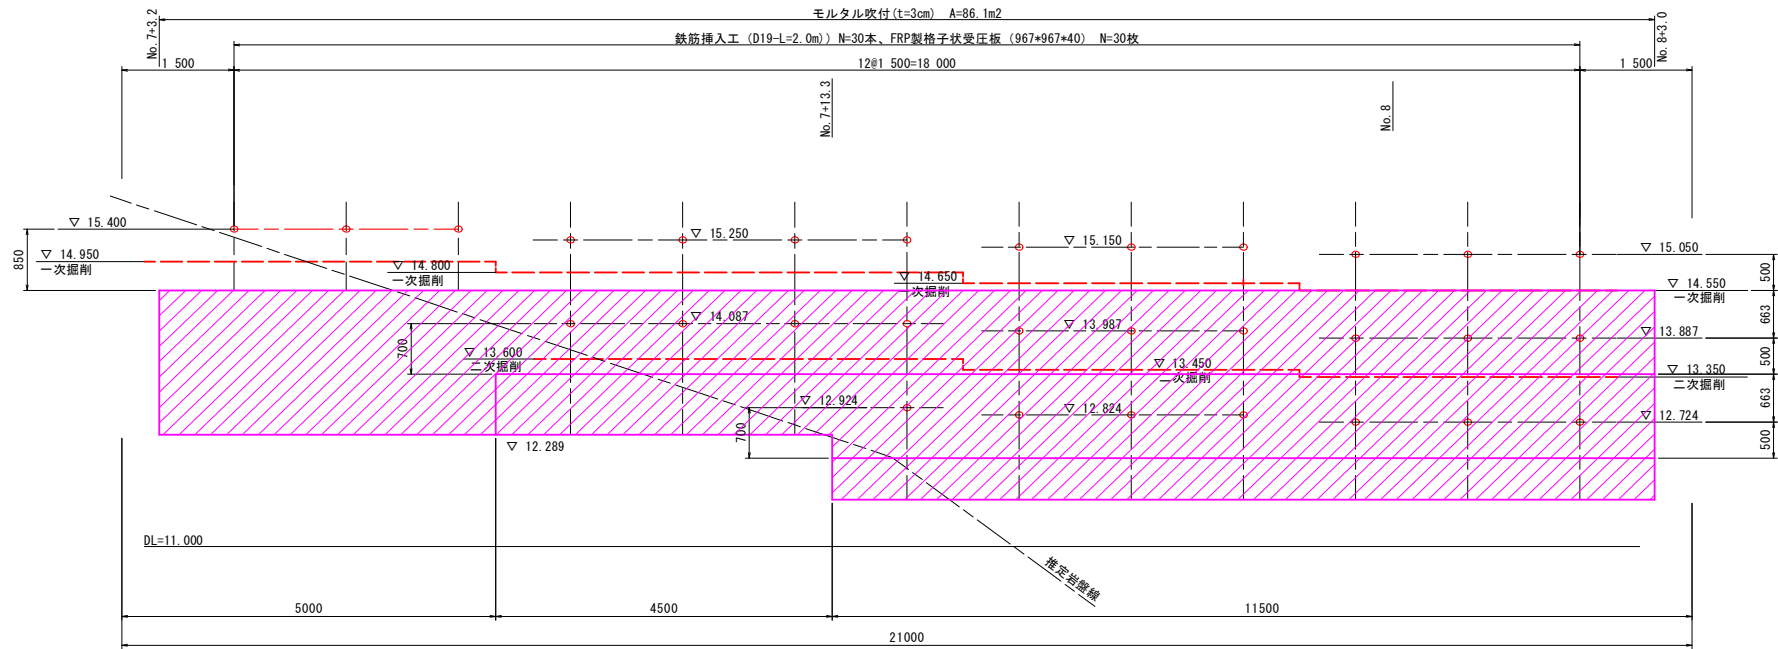 モルタル吹付(t=3cm) A=86.1m2
No.7+3.2
No.8+3.0
鉄筋挿入工 (D19-L=2.0m)) N=30本、FRP製格子状受圧板 (967*967*40) N=30枚
1 500
12@1 500=18 000
1 500
No.7+13.3
No.8
▽ 15.400
▽ 15.250
▽ 15.150
▽ 15.050
850
▽ 14.950
一次掘削
▽ 14.800
一次掘削
▽ 14.650
一次掘削
▽ 14.550
一次掘削
500
663
▽ 14.087
▽ 13.987
▽ 13.887
700
▽ 13.600
二次掘削
▽ 13.450
二次掘削
▽ 13.350
二次掘削
500
663
▽ 12.924
▽ 12.824
▽ 12.724
700
500
▽ 12.289
DL=11.000
推定岩盤線
5000
4500
11500
21000